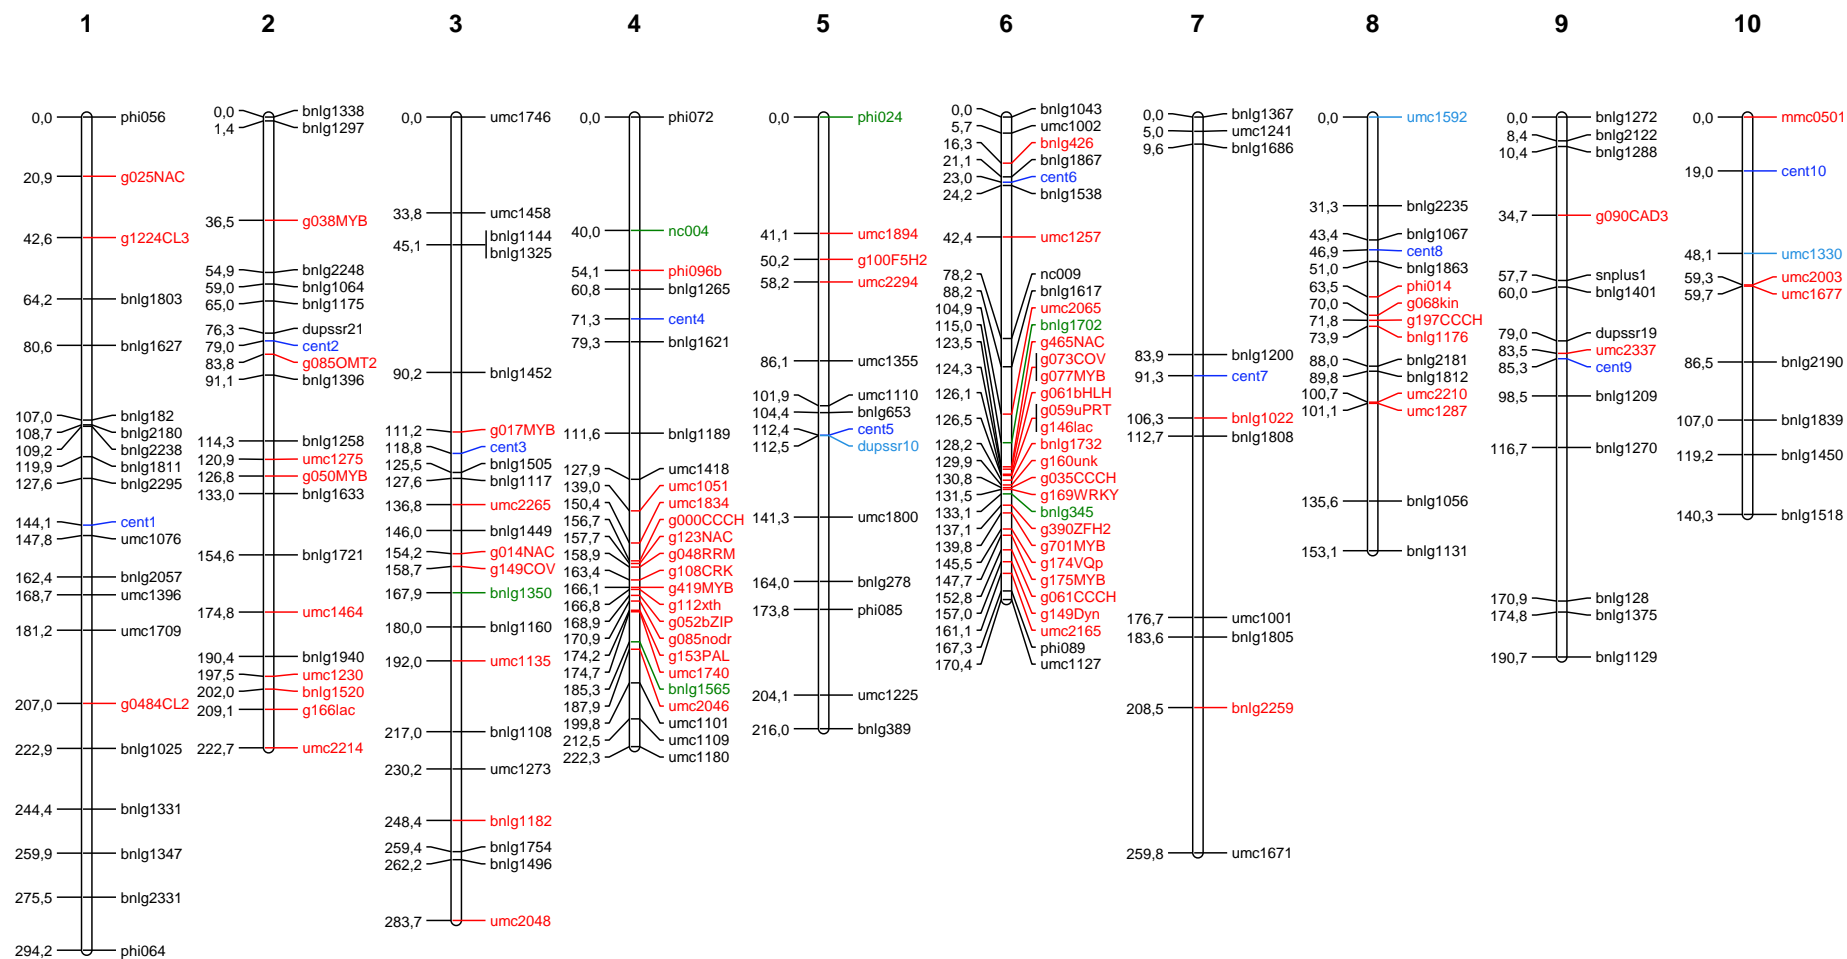 1 2 3 4 5 6 7 8 9 10
0,0 phi056
20,9 g025NAC
42,6 g1224CL3
64,2 bnlg1803
80,6 bnlg1627
107,0 bnlg182
108,7 bnlg2180
109,2 bnlg2238
119,9 bnlg1811
127,6 bnlg2295
144,1 cent1
147,8 umc1076
162,4 bnlg2057
168,7 umc1396
181,2 umc1709
207,0 g0484CL2
222,9 bnlg1025
244,4 bnlg1331
259,9 bnlg1347
275,5 bnlg2331
294,2 phi064
0,0 bnlg1338
1,4 bnlg1297
36,5 g038MYB
54,9 bnlg2248
59,0 bnlg1064
65,0 bnlg1175
76,3 dupssr21
79,0 cent2
83,8 g085OMT2
91,1 bnlg1396
114,3 bnlg1258
120,9 umc1275
126,8 g050MYB
133,0 bnlg1633
154,6 bnlg1721
174,8 umc1464
190,4 bnlg1940
197,5 umc1230
202,0 bnlg1520
209,1 g166lac
222,7 umc2214
0,0 umc1746
33,8 umc1458
45,1 bnlg1144
bnlg1325
90,2 bnlg1452
111,2 g017MYB
118,8 cent3
125,5 bnlg1505
127,6 bnlg1117
136,8 umc2265
146,0 bnlg1449
154,2 g014NAC
158,7 g149COV
167,9 bnlg1350
180,0 bnlg1160
192,0 umc1135
217,0 bnlg1108
230,2 umc1273
248,4 bnlg1182
259,4 bnlg1754
262,2 bnlg1496
283,7 umc2048
0,0 phi072
40,0 nc004
54,1 phi096b
60,8 bnlg1265
71,3 cent4
79,3 bnlg1621
111,6 bnlg1189
127,9 umc1418
139,0 umc1051
150,4 umc1834
156,7 g000CCCH
157,7 g123NAC
158,9 g048RRM
163,4 g108CRK
166,1 g419MYB
166,8 g112xth
168,9 g052bZIP
170,9 g085nodr
174,2 g153PAL
174,7 umc1740
185,3 bnlg1565
187,9 umc2046
199,8 umc1101
212,5 umc1109
222,3 umc1180
0,0 phi024
41,1 umc1894
50,2 g100F5H2
58,2 umc2294
86,1 umc1355
101,9 umc1110
104,4 bnlg653
112,4 cent5
112,5 dupssr10
141,3 umc1800
164,0 bnlg278
173,8 phi085
204,1 umc1225
216,0 bnlg389
0,0 bnlg1043
5,7 umc1002
16,3 bnlg426
21,1 bnlg1867
23,0 cent6
24,2 bnlg1538
42,4 umc1257
78,2 nc009
88,2 bnlg1617
104,9 umc2065
115,0 bnlg1702
123,5 g465NAC
124,3 g073COV
g077MYB
126,1 g061bHLH
126,5 g059uPRT
g146lac
128,2 bnlg1732
129,9 g160unk
130,8 g035CCCH
131,5 g169WRKY
133,1 bnlg345
137,1 g390ZFH2
139,8 g701MYB
145,5 g174VQp
147,7 g175MYB
152,8 g061CCCH
157,0 g149Dyn
161,1 umc2165
167,3 phi089
170,4 umc1127
0,0 bnlg1367
5,0 umc1241
9,6 bnlg1686
83,9 bnlg1200
91,3 cent7
106,3 bnlg1022
112,7 bnlg1808
176,7 umc1001
183,6 bnlg1805
208,5 bnlg2259
259,8 umc1671
0,0 umc1592
31,3 bnlg2235
43,4 bnlg1067
46,9 cent8
51,0 bnlg1863
63,5 phi014
70,0 g068kin
71,8 g197CCCH
73,9 bnlg1176
88,0 bnlg2181
89,8 bnlg1812
100,7 umc2210
101,1 umc1287
135,6 bnlg1056
153,1 bnlg1131
0,0 bnlg1272
8,4 bnlg2122
10,4 bnlg1288
34,7 g090CAD3
57,7 snplus1
60,0 bnlg1401
79,0 dupssr19
83,5 umc2337
85,3 cent9
98,5 bnlg1209
116,7 bnlg1270
170,9 bnlg128
174,8 bnlg1375
190,7 bnlg1129
0,0 mmc0501
19,0 cent10
48,1 umc1330
59,3 umc2003
59,7 umc1677
86,5 bnlg2190
107,0 bnlg1839
119,2 bnlg1450
140,3 bnlg1518